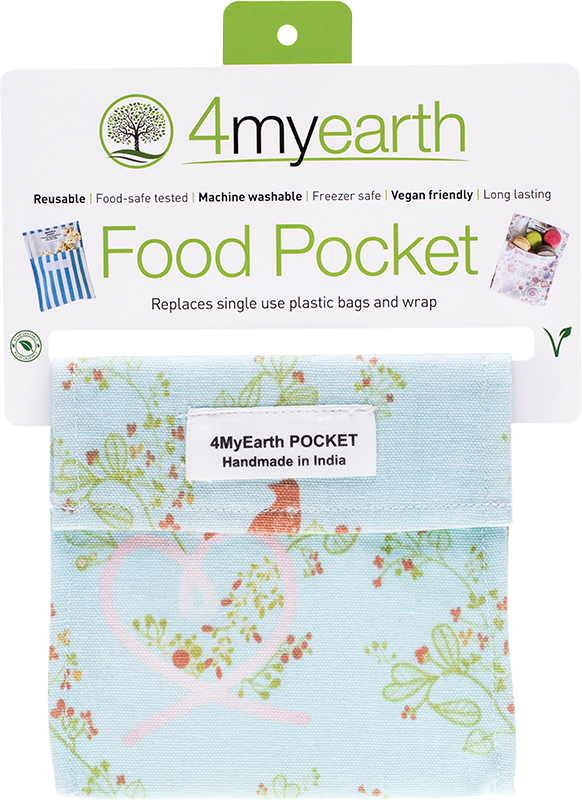 4myearth
Reusable | Food-safe tested | Machine washable | Freezer safe | Vegan friendly | Long lasting
Food Pocket
Replaces single use plastic bags and wrap
4MyEarth POCKET
Handmade in India